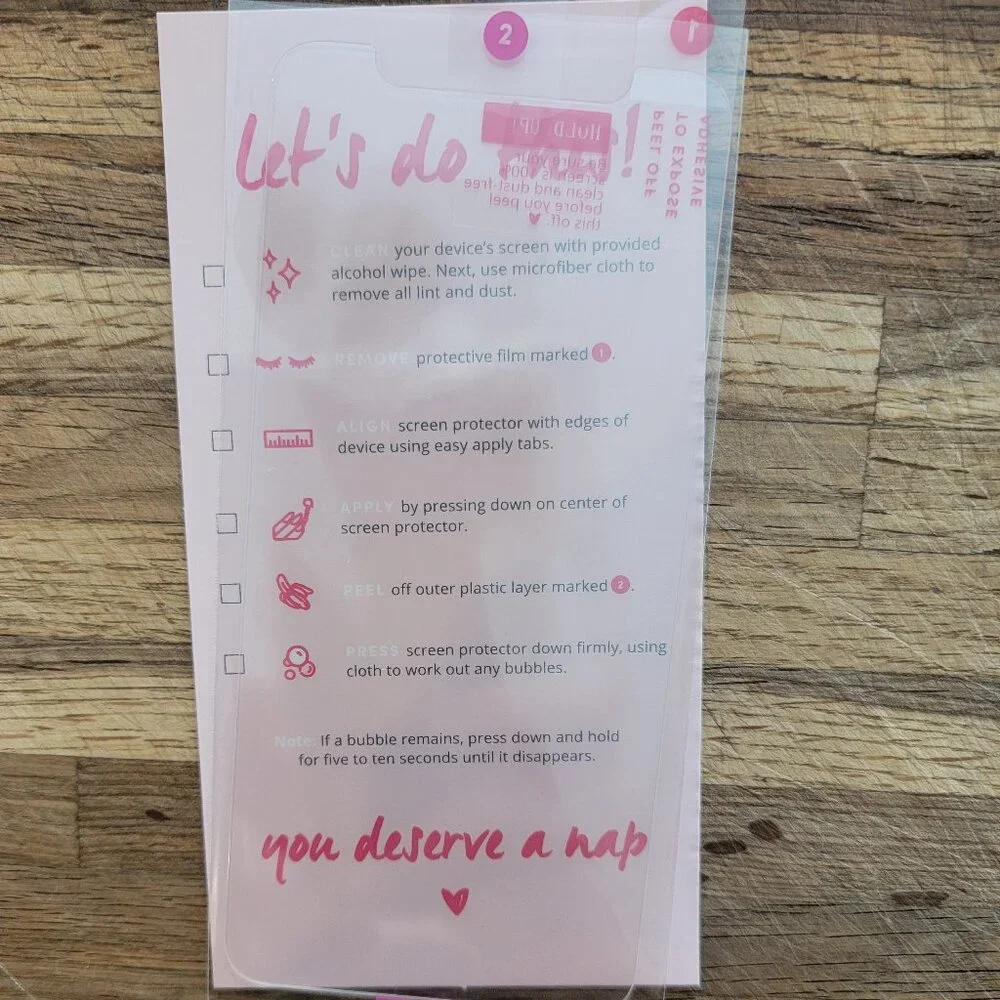 2
1
let's do this!
HOLD UP!
Be sure your
screen is 100%
clean and dust-free
before you peel
this off. ♥
PEEL OFF
TO EXPOSE
ADHESIVE
CLEAN your device's screen with provided
alcohol wipe. Next, use microfiber cloth to
remove all lint and dust.
REMOVE protective film marked 1.
ALIGN screen protector with edges of
device using easy apply tabs.
APPLY by pressing down on center of
screen protector.
PEEL off outer plastic layer marked 2.
PRESS screen protector down firmly, using
cloth to work out any bubbles.
Note: If a bubble remains, press down and hold
for five to ten seconds until it disappears.
you deserve a nap